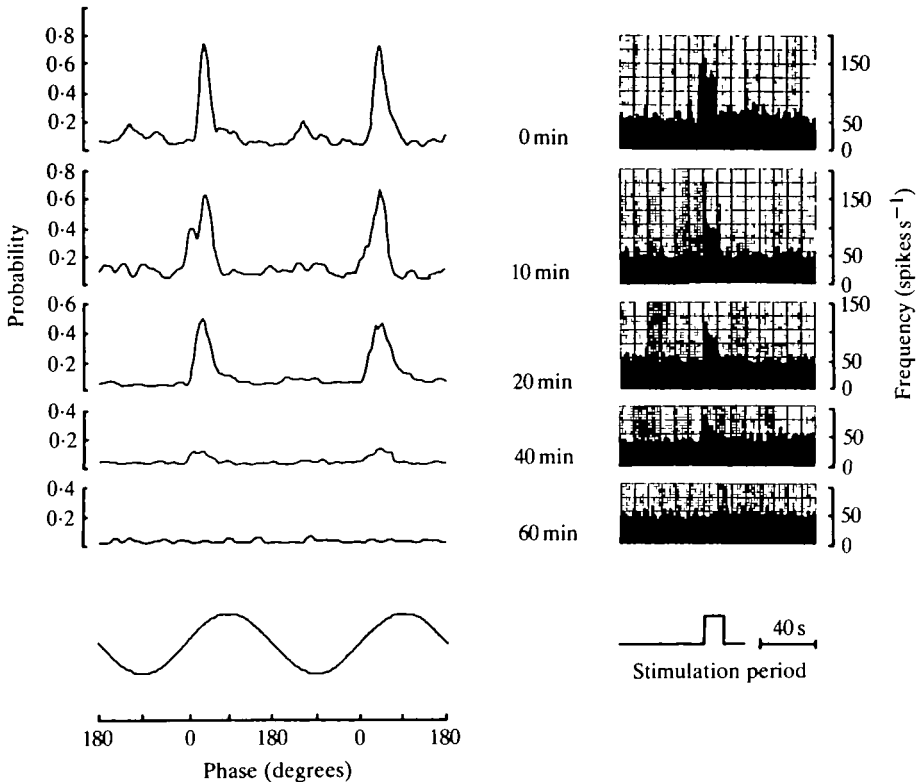 Probability
0·8
0·6
0·4
0·2
0 min
150
50
0
0·8
0·6
0·4
0·2
10 min
150
50
0
0·6
0·4
0·2
20 min
150
50
0
0·4
0·2
40 min
50
0
0·4
0·2
60 min
50
0
Frequency (spikes s⁻¹)
180 0 180 0 180
Phase (degrees)
40 s
Stimulation period